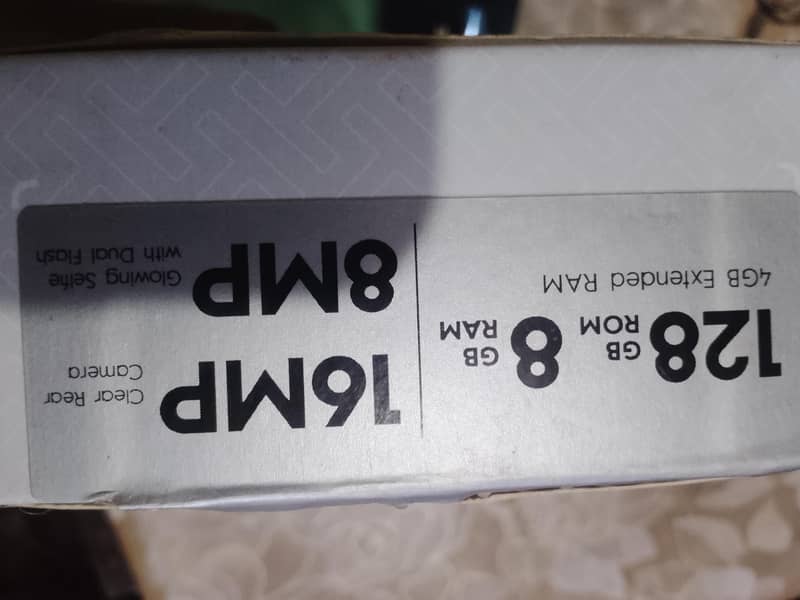 128 GB ROM 8 GB RAM
4GB Extended RAM
16MP Clear Rear Camera
8MP Glowing Selfie with Dual Flash